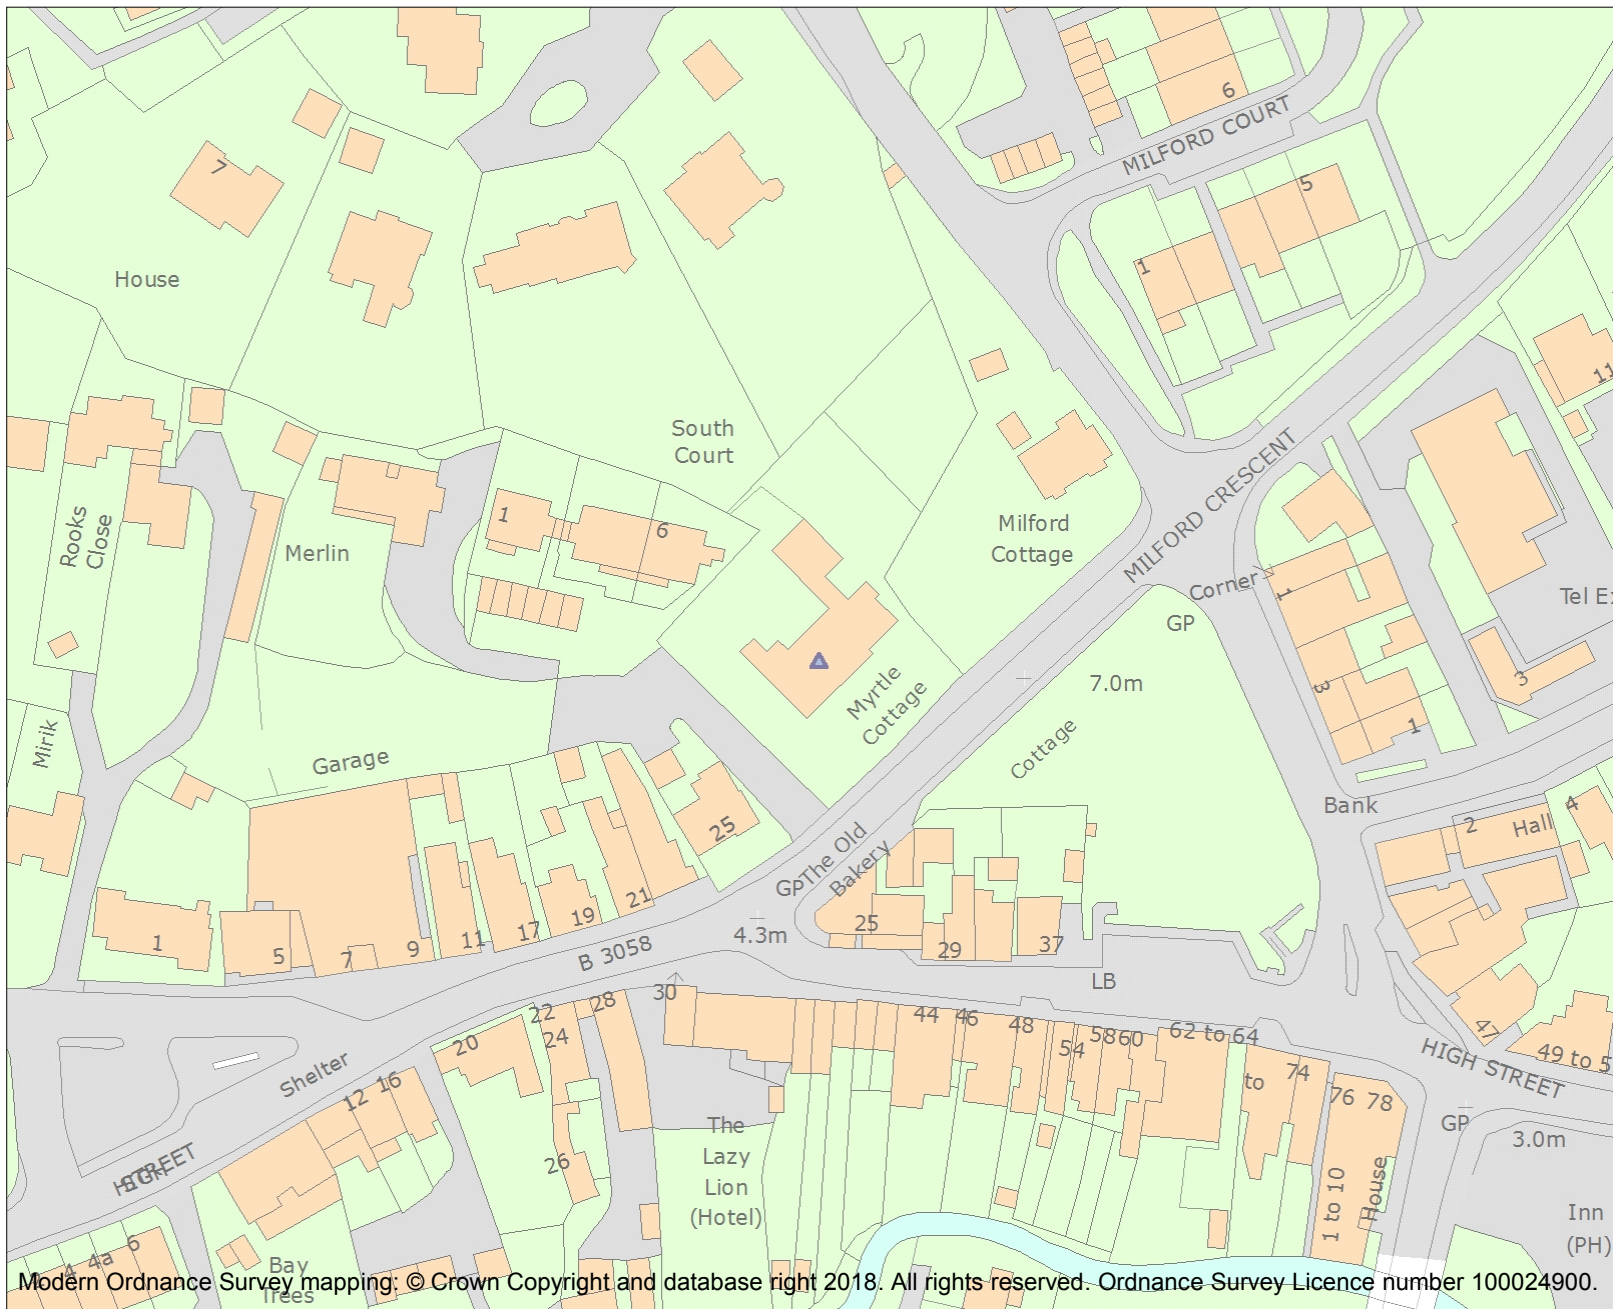 6
MILFORD COURT
7
5
1
House
11
South
Court
Rooks
Close
1
6
Merlin
Milford
Cottage
MILFORD CRESCENT
Corner
1
GP
Tel Ex
Myrtle
Cottage
7.0m
3
3
1
Mirik
Garage
Cottage
Bank
4
2
Hall
25
The Old
Bakery
GP
1
5
7
9
11
17
19
21
B 3058
4.3m
25
29
37
LB
30
22
28
24
20
44
46
48
54
58
60
62 to 64
to
74
76
78
47
49 to 5
HIGH STREET
GP
3.0m
Shelter
12
16
26
HIGH
STREET
The
Lazy
Lion
(Hotel)
1 to 10
House
Inn
(PH)
4
4a
6
Bay
Trees
Modern Ordnance Survey mapping: © Crown Copyright and database right 2018. All rights reserved. Ordnance Survey Licence number 100024900.